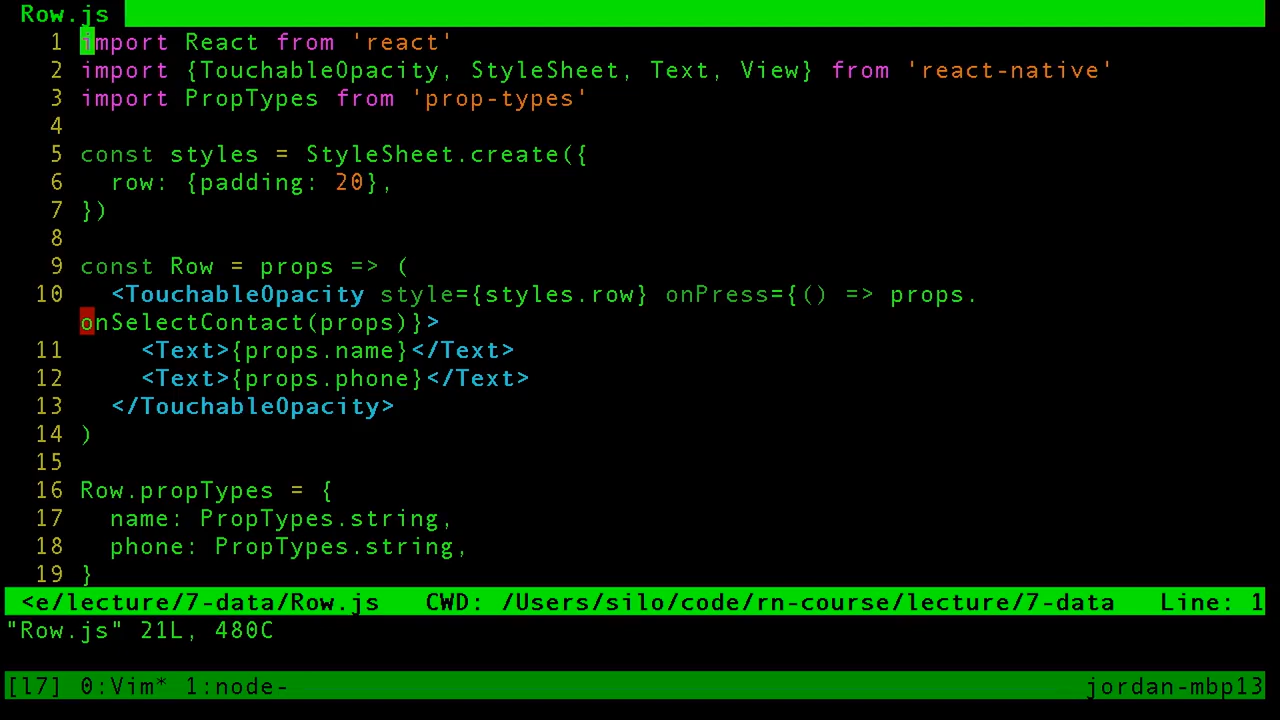 Row.js
1 import React from 'react'
2 import {TouchableOpacity, StyleSheet, Text, View} from 'react-native'
3 import PropTypes from 'prop-types'
4
5 const styles = StyleSheet.create({
6   row: {padding: 20},
7 })
8
9 const Row = props => (
10   <TouchableOpacity style={styles.row} onPress={() => props.
onSelectContact(props)}>
11     <Text>{props.name}</Text>
12     <Text>{props.phone}</Text>
13   </TouchableOpacity>
14 )
15
16 Row.propTypes = {
17   name: PropTypes.string,
18   phone: PropTypes.string,
19 }
<e/lecture/7-data/Row.js   CWD: /Users/silo/code/rn-course/lecture/7-data   Line: 1
"Row.js" 21L, 480C
[l7] 0:Vim* 1:node- jordan-mbp13